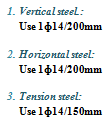 1. Vertical steel.:
Use 1ϕ14/200mm
2. Horizontal steel:
Use 1ϕ14/200mm
3. Tension steel:
Use 1ϕ14/150mm